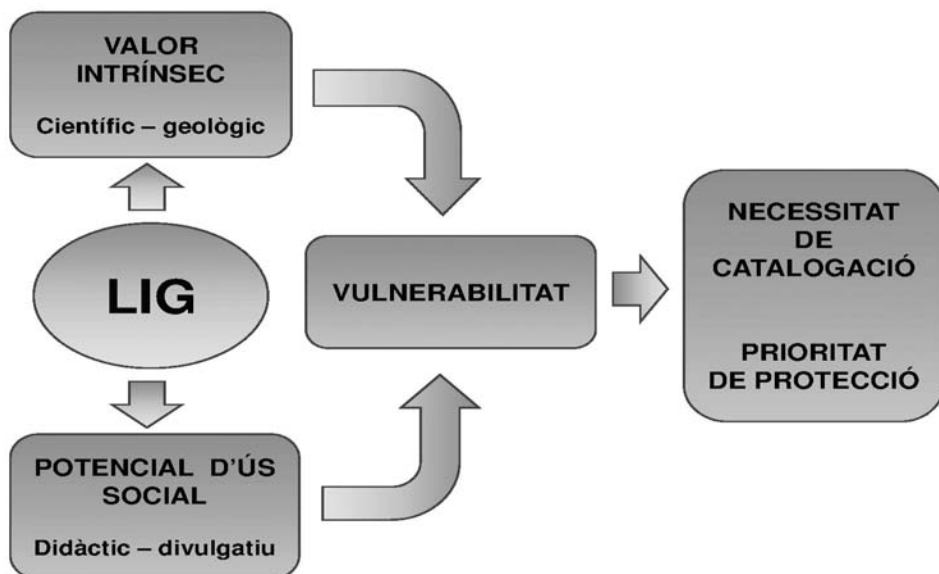 VALOR
INTRÍNSEC
Científic – geològic
LIG
POTENCIAL D'ÚS
SOCIAL
Didàctic – divulgatiu
VULNERABILITAT
NECESSITAT
DE
CATALOGACIÓ
PRIORITAT
DE PROTECCIÓ